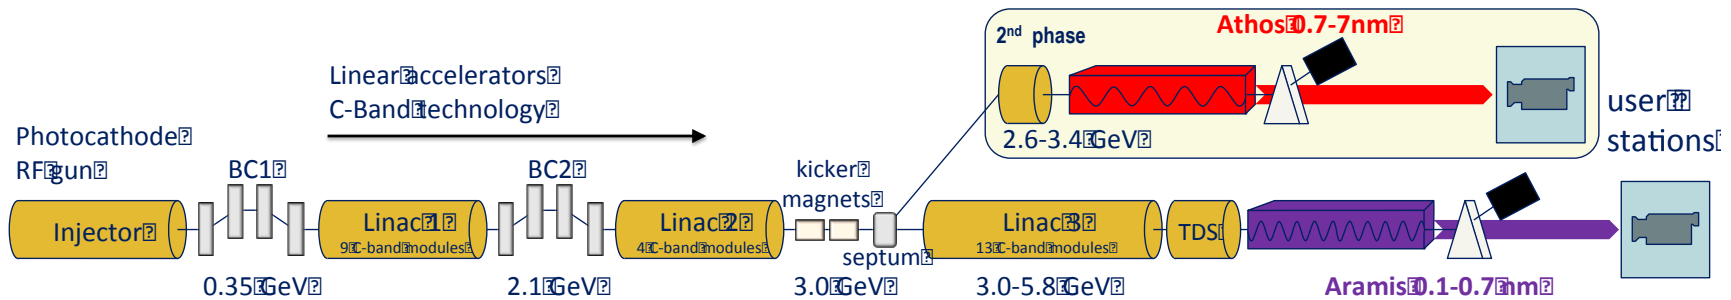 2nd phase
Athos 0.7-7nm
Linear accelerators
C-Band technology
Photocathode
RF gun
BC1
BC2
kicker
magnets
2.6-3.4 GeV
user
stations
Injector
Linac 1
9 C-band modules
Linac 2
4 C-band modules
septum
Linac 3
13 C-band modules
TDS
0.35 GeV
2.1 GeV
3.0 GeV
3.0-5.8 GeV
Aramis 0.1-0.7 nm